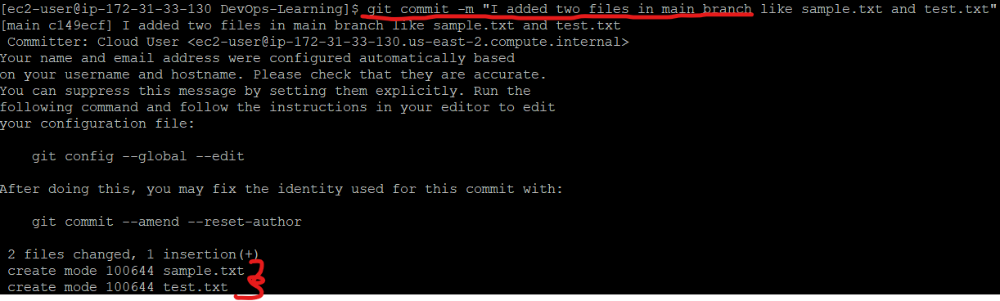 [ec2-user@ip-172-31-33-130 DevOps-Learning]$ git commit -m "I added two files in main branch like sample.txt and test.txt"
[main c149ecf] I added two files in main branch like sample.txt and test.txt
 Committer: Cloud User <ec2-user@ip-172-31-33-130.us-east-2.compute.internal>
Your name and email address were configured automatically based
on your username and hostname. Please check that they are accurate.
You can suppress this message by setting them explicitly. Run the
following command and follow the instructions in your editor to edit
your configuration file:
    git config --global --edit
After doing this, you may fix the identity used for this commit with:
    git commit --amend --reset-author
 2 files changed, 1 insertion(+)
 create mode 100644 sample.txt
 create mode 100644 test.txt